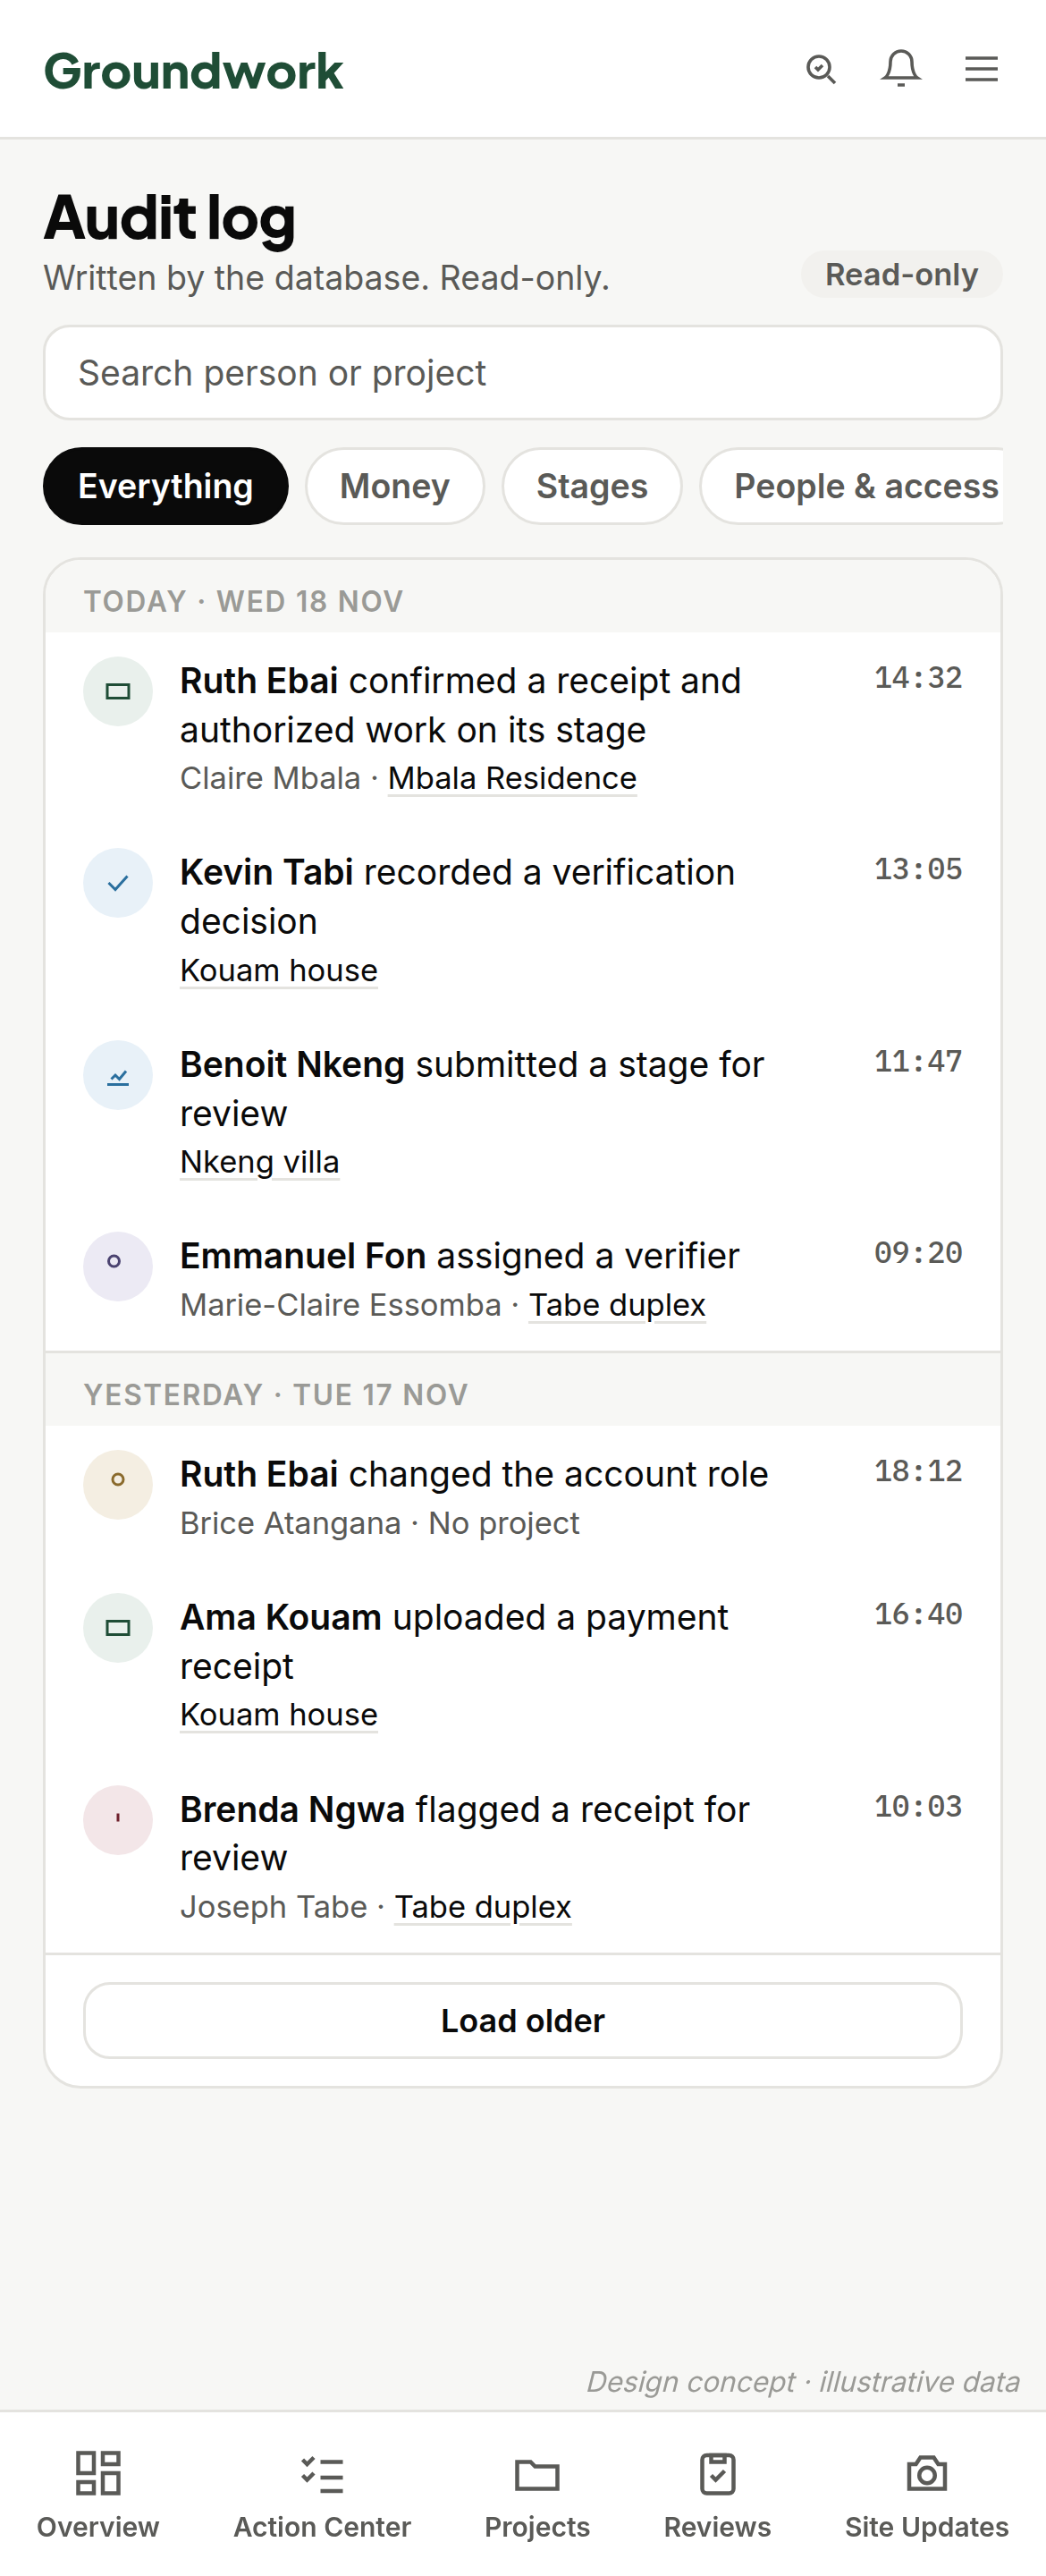 Groundwork
Audit log
Written by the database. Read-only.
Read-only
Search person or project
Everything
Money
Stages
People & access
TODAY · WED 18 NOV
Ruth Ebai confirmed a receipt and
14:32
authorized work on its stage
Claire Mbala · Mbala Residence
Kevin Tabi recorded a verification
13:05
decision
Kouam house
Benoit Nkeng submitted a stage for
11:47
review
Nkeng villa
Emmanuel Fon assigned a verifier
09:20
Marie-Claire Essomba · Tabe duplex
YESTERDAY · TUE 17 NOV
Ruth Ebai changed the account role
18:12
Brice Atangana · No project
Ama Kouam uploaded a payment
16:40
receipt
Kouam house
Brenda Ngwa flagged a receipt for
10:03
review
Joseph Tabe · Tabe duplex
Load older
Design concept · illustrative data
Overview
Action Center
Projects
Reviews
Site Updates